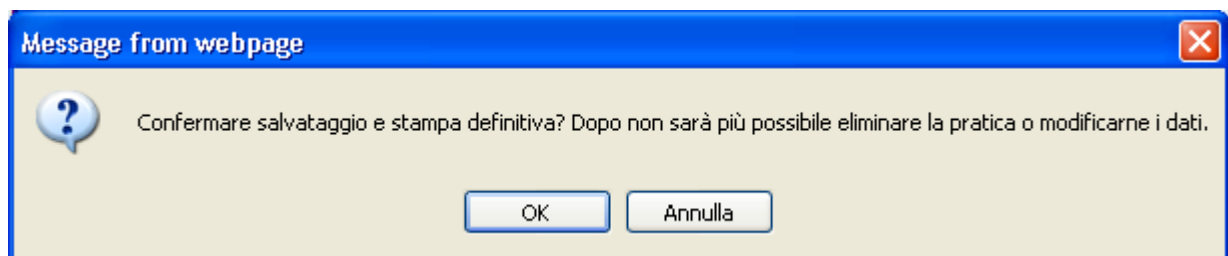 Message from webpage
Confermare salvataggio e stampa definitiva? Dopo non sarà più possibile eliminare la pratica o modificarne i dati.
OK
Annulla